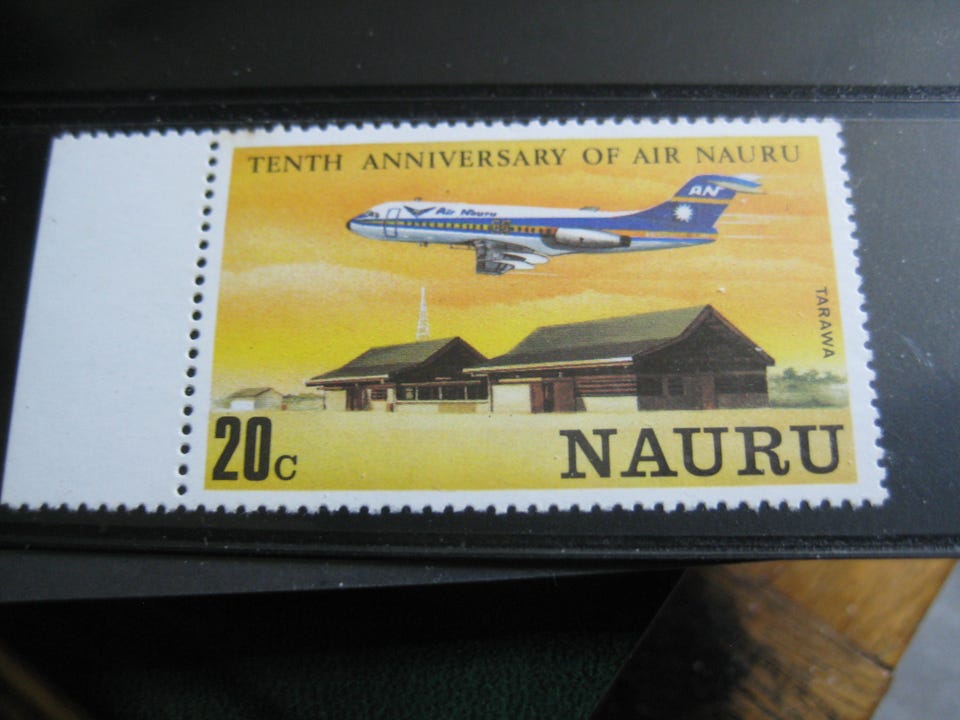 TENTH ANNIVERSARY OF AIR NAURU
AN
Air Nauru
TARAWA
20c
NAURU